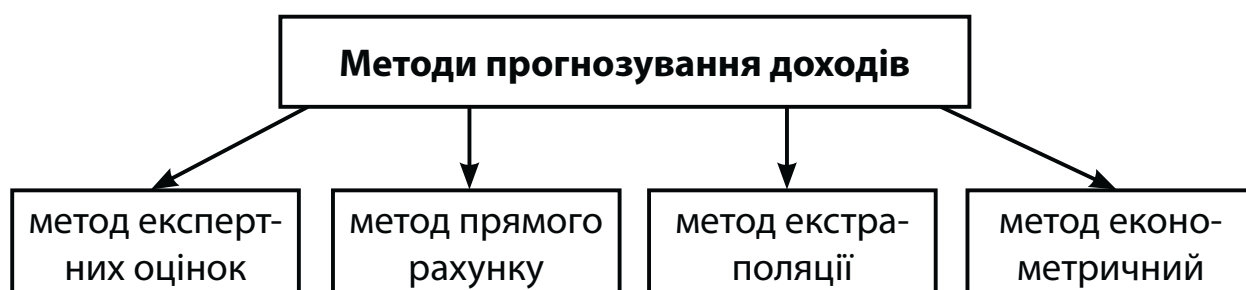 Методи прогнозування доходів
метод експерт-
них оцінок
метод прямого
рахунку
метод екстра-
поляції
метод еконо-
метричний